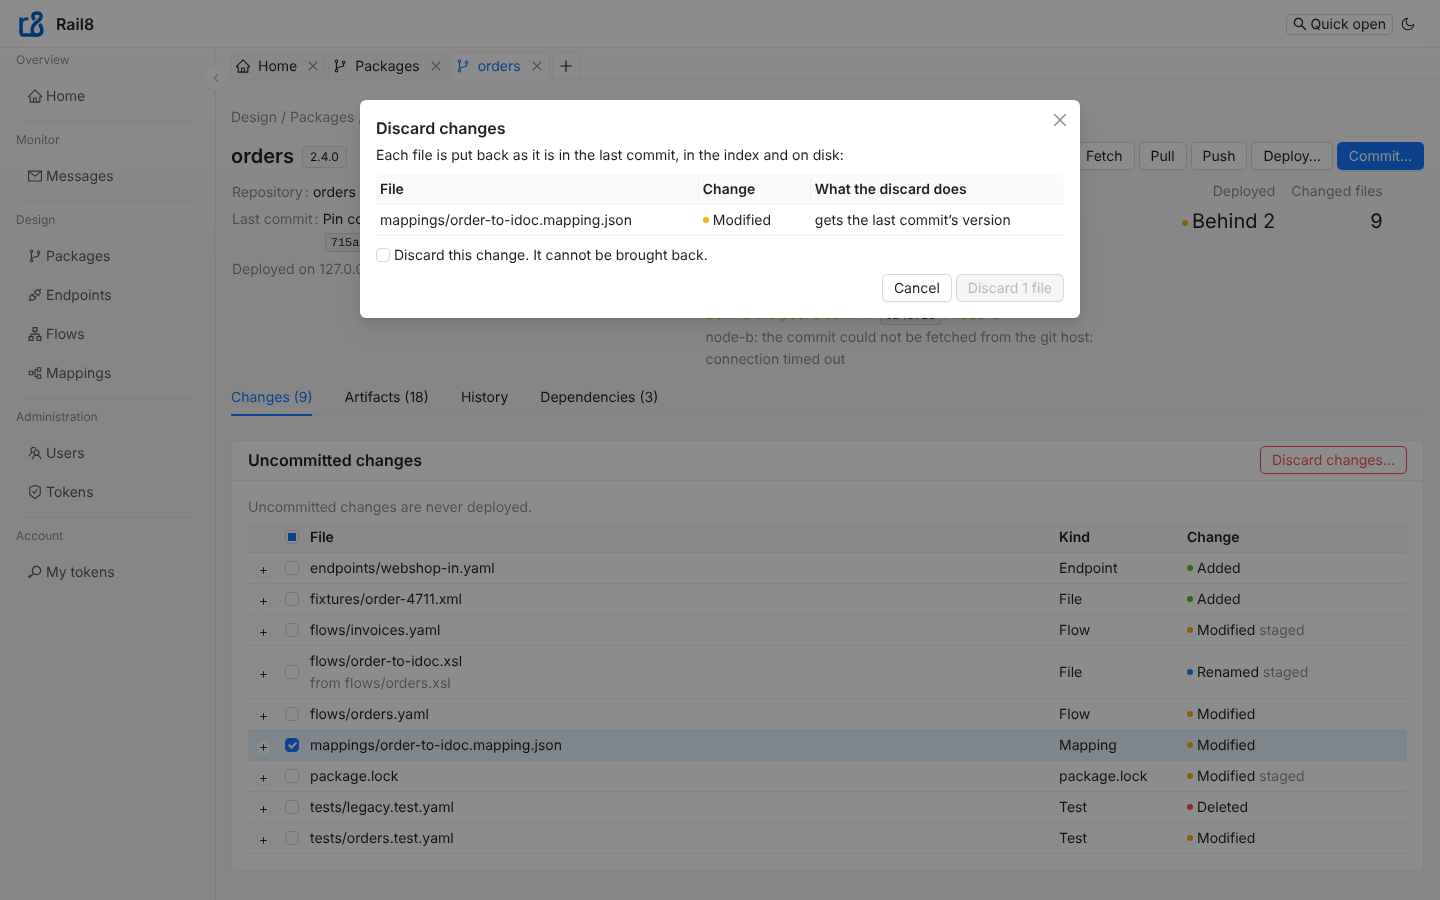 Rail8
Quick open
Overview
Home
Monitor
Messages
Design
Packages
Endpoints
Flows
Mappings
Administration
Users
Tokens
Account
My tokens
Home
Packages
orders
Design / Packages
orders 2.4.0
Fetch
Pull
Push
Deploy...
Commit...
Repository: orders
Last commit: Pin co
715a
Deployed on 127.0.0
Deployed
Behind 2
Changed files
9
Discard changes
Each file is put back as it is in the last commit, in the index and on disk:
File Change What the discard does
mappings/order-to-idoc.mapping.json Modified gets the last commit's version
Discard this change. It cannot be brought back.
Cancel
Discard 1 file
node-b: the commit could not be fetched from the git host:
connection timed out
Changes (9)
Artifacts (18)
History
Dependencies (3)
Uncommitted changes
Discard changes...
Uncommitted changes are never deployed.
File Kind Change
endpoints/webshop-in.yaml Endpoint Added
fixtures/order-4711.xml File Added
flows/invoices.yaml Flow Modified staged
flows/order-to-idoc.xsl File Renamed staged
from flows/orders.xsl
flows/orders.yaml Flow Modified
mappings/order-to-idoc.mapping.json Mapping Modified
package.lock package.lock Modified staged
tests/legacy.test.yaml Test Deleted
tests/orders.test.yaml Test Modified